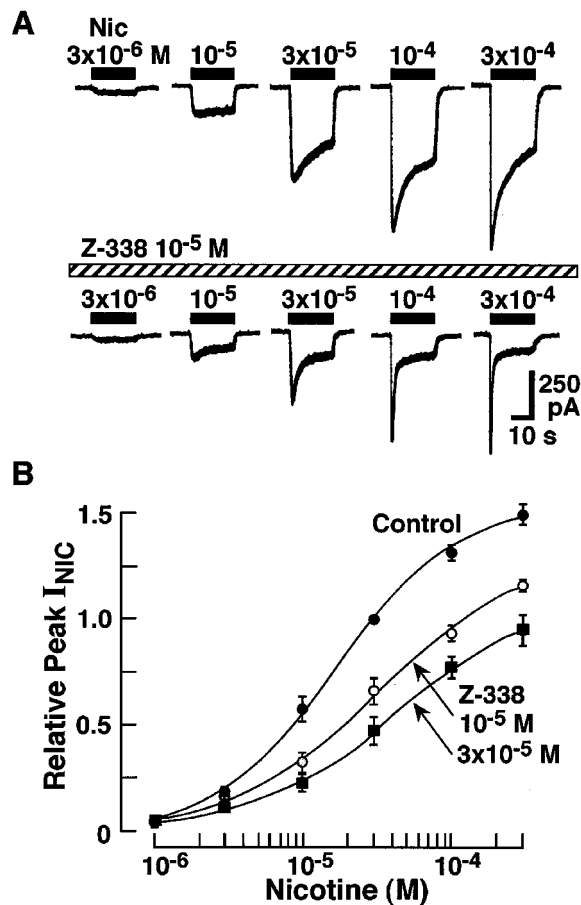 A
Nic
3x10⁻⁶ M 10⁻⁵ 3x10⁻⁵ 10⁻⁴ 3x10⁻⁴
Z-338 10⁻⁵ M
3x10⁻⁶ 10⁻⁵ 3x10⁻⁵ 10⁻⁴ 3x10⁻⁴
250
pA
10 s
B
Relative Peak I_NIC
1.5
1.0
0.5
0
Control
Z-338
10⁻⁵ M
3x10⁻⁵ M
10⁻⁶ 10⁻⁵ 10⁻⁴
Nicotine (M)